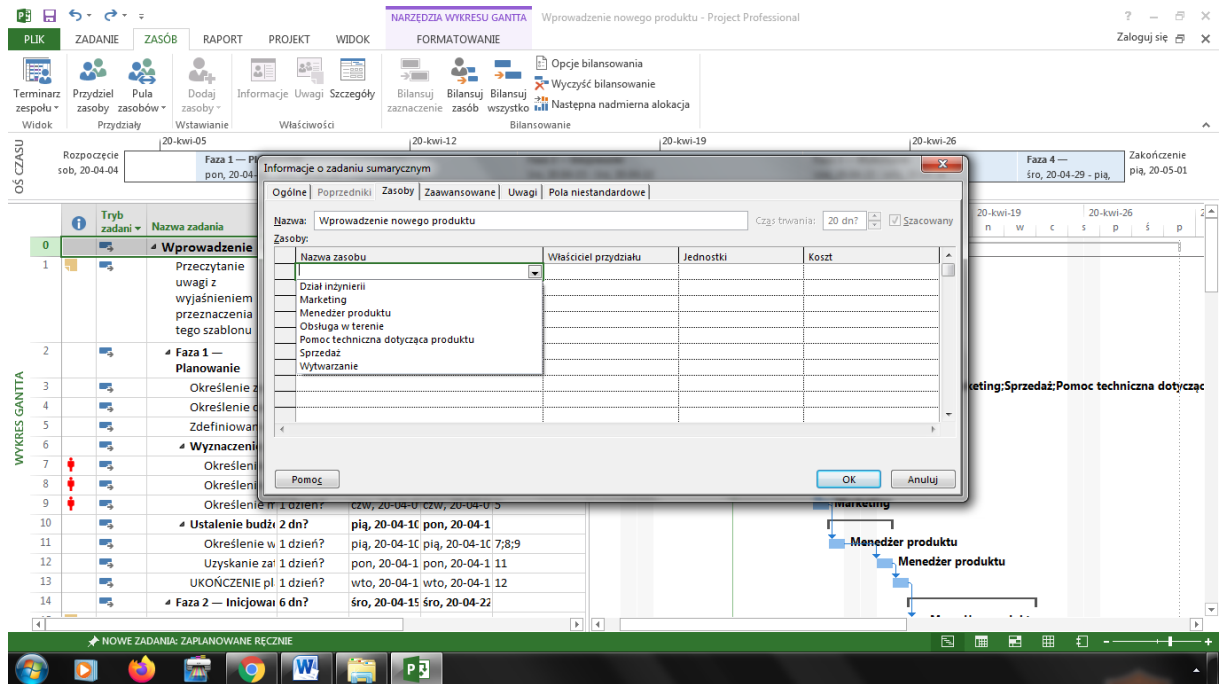 NARZĘDZIA WYKRESU GANTTA Wprowadzenie nowego produktu - Project Professional
PLIK ZADANIE ZASÓB RAPORT PROJEKT WIDOK FORMATOWANIE Zaloguj się
Terminarz zespołu
Przydziel zasoby
Pula zasobów
Dodaj zasoby
Informacje Uwagi Szczegóły
Bilansuj zaznaczenie
Bilansuj zasób
Bilansuj wszystko
Opcje bilansowania
Wyczyść bilansowanie
Następna nadmierna alokacja
Widok Przydziały Wstawianie Właściwości Bilansowanie
OŚ CZASU
20-kwi-05 20-kwi-12 20-kwi-19 20-kwi-26
Rozpoczęcie
sob, 20-04-04
Faza 1 —
pon, 20-04-
Faza 4 —
śro, 20-04-29 - pią,
Zakończenie
pią, 20-05-01
Informacje o zadaniu sumarycznym
Ogólne Poprzedniki Zasoby Zaawansowane Uwagi Pola niestandardowe
Nazwa: Wprowadzenie nowego produktu Czas trwania: 20 dn? Szacowany
Zasoby:
Nazwa zasobu Właściciel przydziału Jednostki Koszt
Dział inżynierii
Marketing
Menedżer produktu
Obsługa w terenie
Pomoc techniczna dotycząca produktu
Sprzedaż
Wytwarzanie
Pomoc OK Anuluj
WYKRES GANTTA
Tryb zadani Nazwa zadania
20-kwi-19 20-kwi-26 2
n w c s p ś p
0 Wprowadzenie
1 Przeczytanie
uwagi z
wyjaśnieniem
przeznaczenia
tego szablonu
2 Faza 1 —
Planowanie
3 Określenie z keting;Sprzedaż;Pomoc techniczna dotycząc
4 Określenie
5 Zdefiniowan
6 Wyznaczeni
7 Określeni
8 Określeni
9 Określenie 1 dzień? czw, 20-04-0 czw, 20-04-0 5 Marketing
10 Ustalenie budż 2 dn? pią, 20-04-10 pon, 20-04-1
11 Określenie w 1 dzień? pią, 20-04-10 pią, 20-04-10 7;8;9 Menedżer produktu
12 Uzyskanie zat 1 dzień? pon, 20-04-1 pon, 20-04-1 11 Menedżer produktu
13 UKOŃCZENIE pl 1 dzień? wto, 20-04-1 wto, 20-04-1 12
14 Faza 2 — Inicjowan 6 dn? śro, 20-04-15 śro, 20-04-22
NOWE ZADANIA: ZAPLANOWANE RĘCZNIE